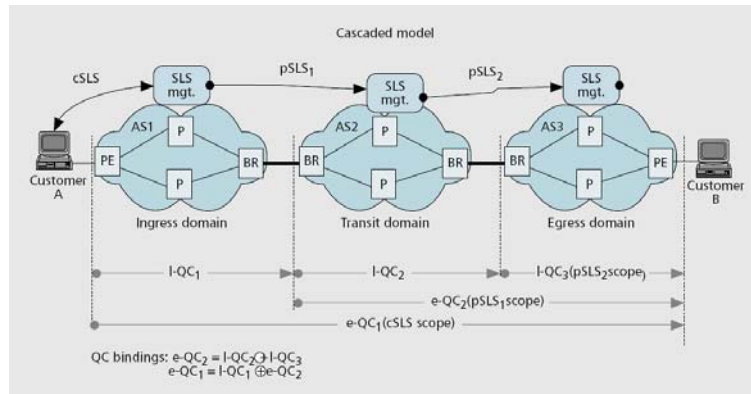 Cascaded model
cSLS
SLS mgt.
pSLS₁
SLS mgt.
pSLS₂
SLS mgt.
AS1
P
PE
BR
P
AS2
P
BR
BR
P
AS3
P
BR
PE
P
Customer A
Customer B
Ingress domain
Transit domain
Egress domain
l-QC₁
l-QC₂
l-QC₃(pSLS₂scope)
e-QC₂(pSLS₁scope)
e-QC₁(cSLS scope)
QC bindings: e-QC₂ = l-QC₂⊕l-QC₃
e-QC₁ = l-QC₁ ⊕e-QC₂